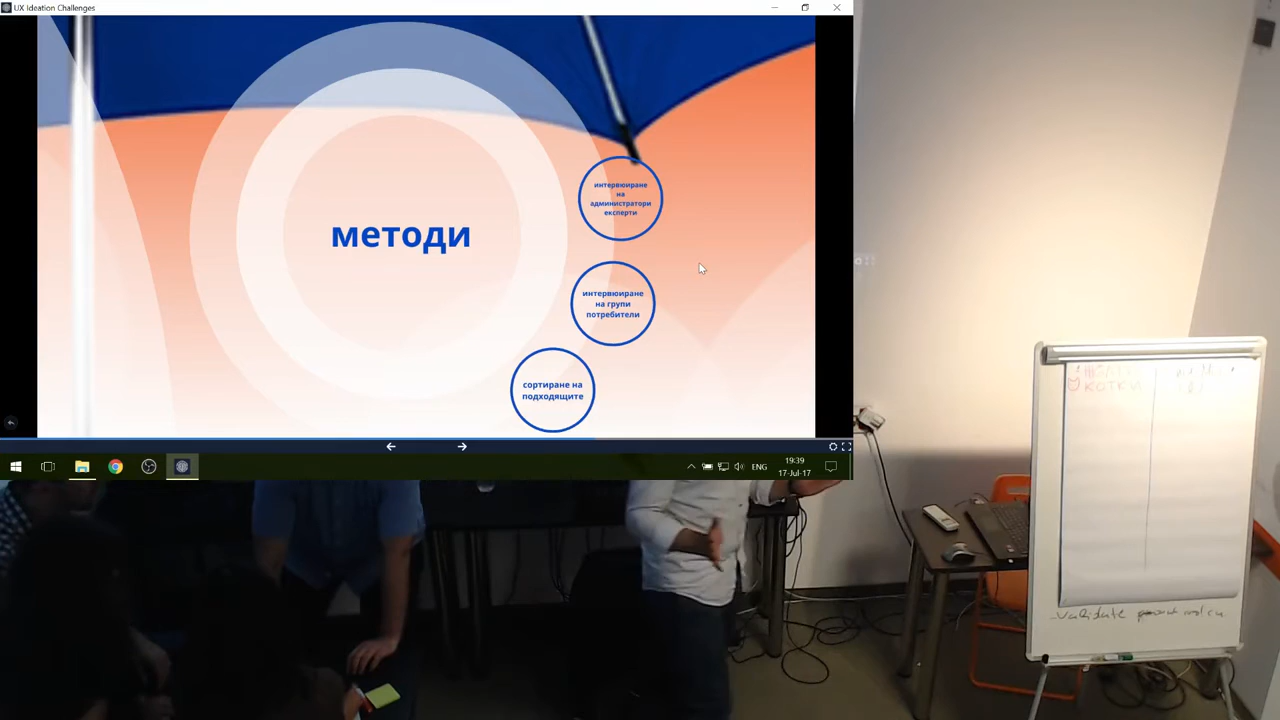 UX Ideation Challenges
методи
интервюиране
на
администратори
експерти
интервюиране
на групи
потребители
сортиране на
подходящите
ENG
19:39
17-Jul-17
КОТКИ
validate